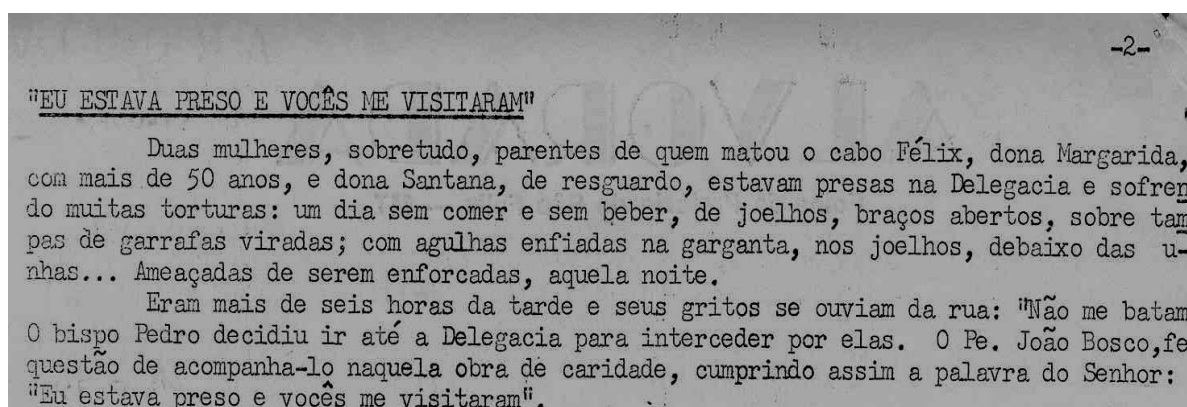 -2-
"EU ESTAVA PRESO E VOCÊS ME VISITARAM"
Duas mulheres, sobretudo, parentes de quem matou o cabo Félix, dona Margarida,
com mais de 50 anos, e dona Santana, de resguardo, estavam presas na Delegacia e sofren
do muitas torturas: um dia sem comer e sem beber, de joelhos, braços abertos, sobre tam
pas de garrafas viradas; com agulhas enfiadas na garganta, nos joelhos, debaixo das u-
nhas... Ameaçadas de serem enforcadas, aquela noite.
Eram mais de seis horas da tarde e seus gritos se ouviam da rua: "Não me batam
O bispo Pedro decidiu ir até a Delegacia para interceder por elas. O Pe. João Bosco,fe
questão de acompanha-lo naquela obra de caridade, cumprindo assim a palavra do Senhor:
"Eu estava preso e vocês me visitaram".